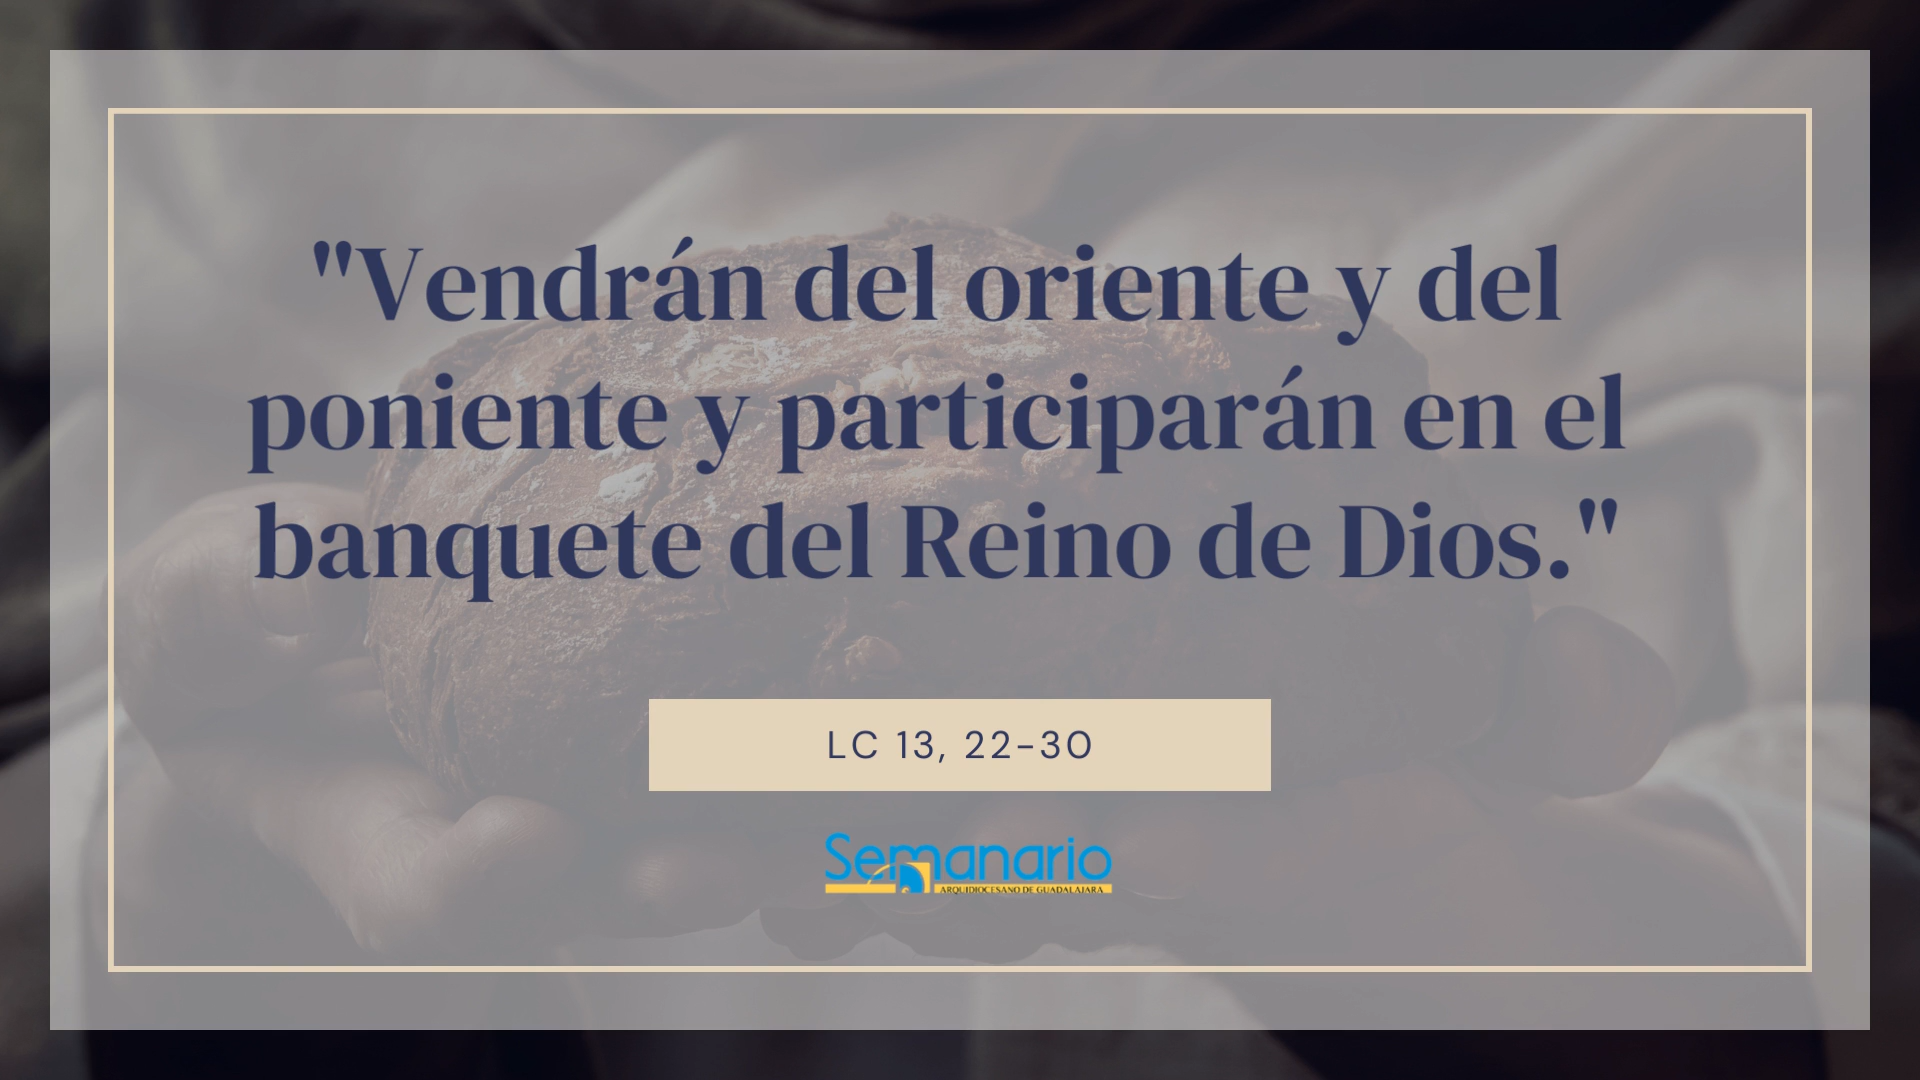 "Vendrán del oriente y del
poniente y participarán en el
banquete del Reino de Dios."
LC 13, 22-30
Semanario
ARQUIDIOCESANO DE GUADALAJARA